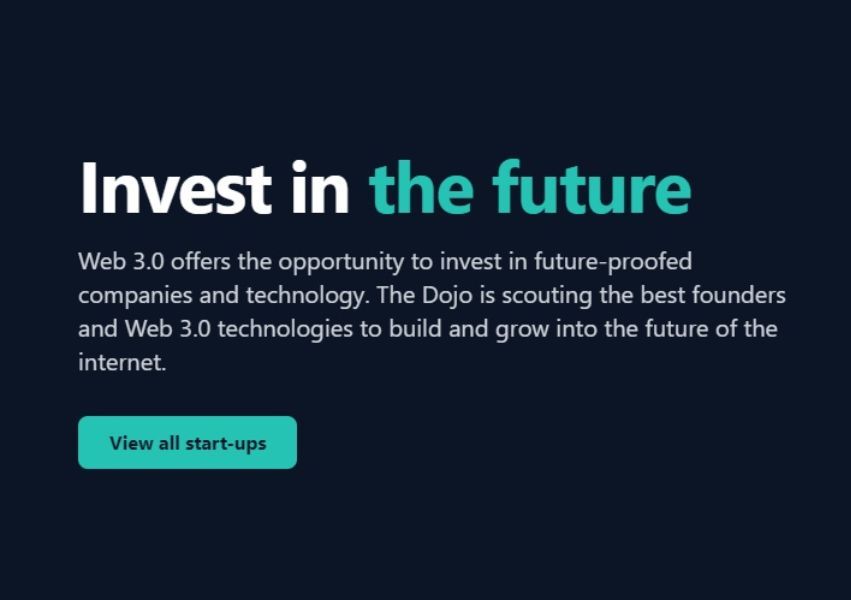 Invest in the future
Web 3.0 offers the opportunity to invest in future-proofed
companies and technology. The Dojo is scouting the best founders
and Web 3.0 technologies to build and grow into the future of the
internet.
View all start-ups